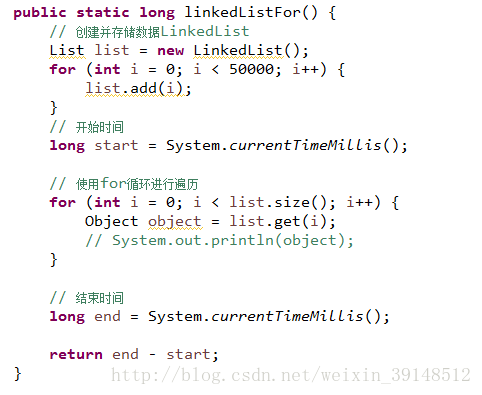 public static long linkedListFor() {
// 创建并存储数据LinkedList
List list = new LinkedList();
for (int i = 0; i < 50000; i++) {
list.add(i);
}
// 开始时间
long start = System.currentTimeMillis();
// 使用for循环进行遍历
for (int i = 0; i < list.size(); i++) {
Object object = list.get(i);
// System.out.println(object);
}
// 结束时间
long end = System.currentTimeMillis();
return end - start;
}
http://blog.csdn.net/weixin_39148512